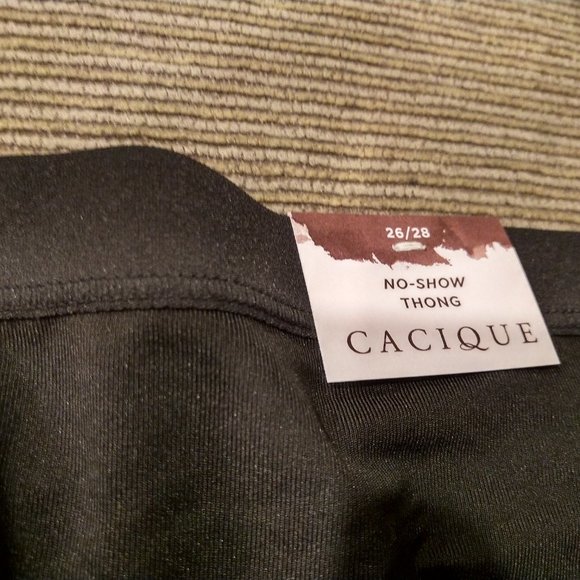 26/28
NO-SHOW
THONG
CACIQUE